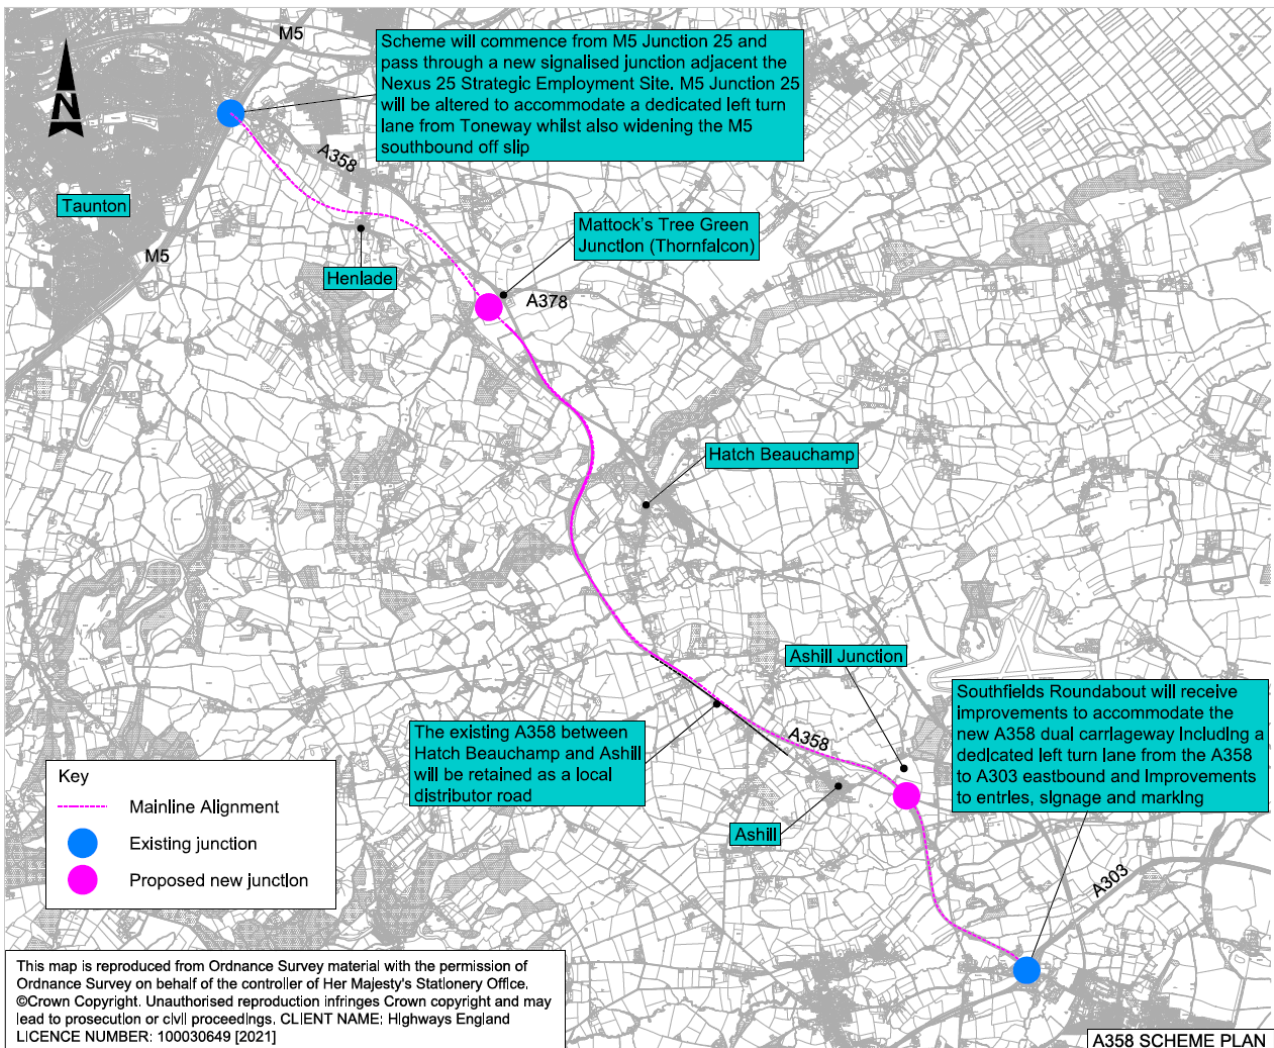 M5
Scheme will commence from M5 Junction 25 and
pass through a new signalised junction adjacent the
Nexus 25 Strategic Employment Site. M5 Junction 25
will be altered to accommodate a dedicated left turn
lane from Toneway whilst also widening the M5
southbound off slip
N
A358
Taunton
Mattock's Tree Green
Junction (Thornfalcon)
M5
Henlade
A378
Hatch Beauchamp
Ashill Junction
Southfields Roundabout will receive
improvements to accommodate the
new A358 dual carriageway including a
dedicated left turn lane from the A358
to A303 eastbound and improvements
to entries, signage and marking
The existing A358 between
Hatch Beauchamp and Ashill
will be retained as a local
distributor road
A358
Ashill
A303
Key
Mainline Alignment
Existing junction
Proposed new junction
This map is reproduced from Ordnance Survey material with the permission of
Ordnance Survey on behalf of the controller of Her Majesty's Stationery Office.
©Crown Copyright. Unauthorised reproduction infringes Crown copyright and may
lead to prosecution or civil proceedings. CLIENT NAME: Highways England
LICENCE NUMBER: 100030649 [2021]
A358 SCHEME PLAN